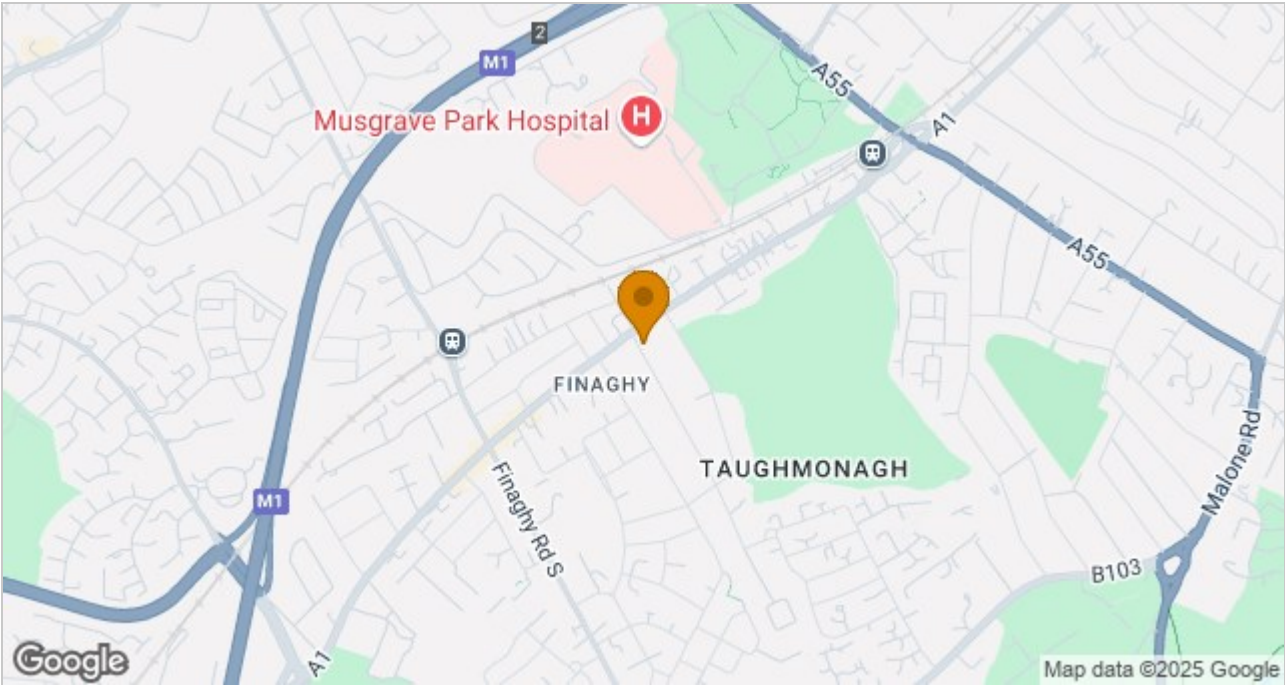 2
M1
A55
A1
Musgrave Park Hospital
H
A55
FINAGHY
TAUGHMONAGH
Malone Rd
M1
Finaghy Rd S
B103
A1
Google
Map data ©2025 Google